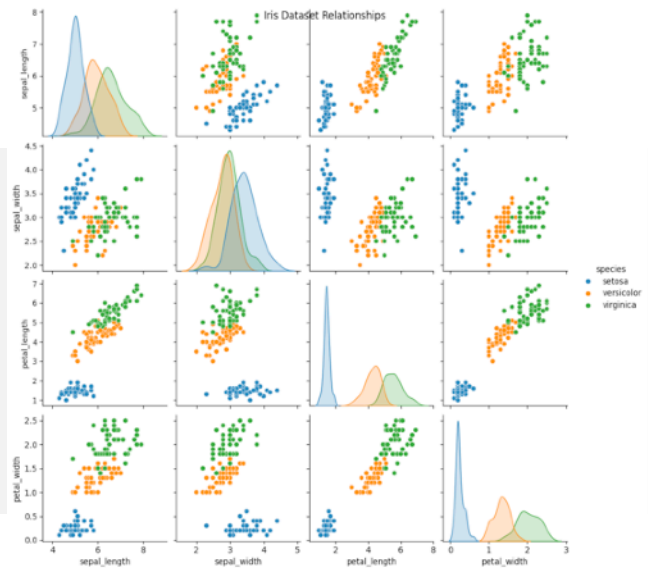 Iris Dataset Relationships
sepal_length
8
7
6
5
sepal_width
4.5
4.0
3.5
3.0
2.5
2.0
species
setosa
versicolor
virginica
petal_length
7
6
5
4
3
2
1
petal_width
2.5
2.0
1.5
1.0
0.5
0.0
4 6 8
2 3 4 5
0 2 4 6 8
0 1 2 3
sepal_length sepal_width petal_length petal_width